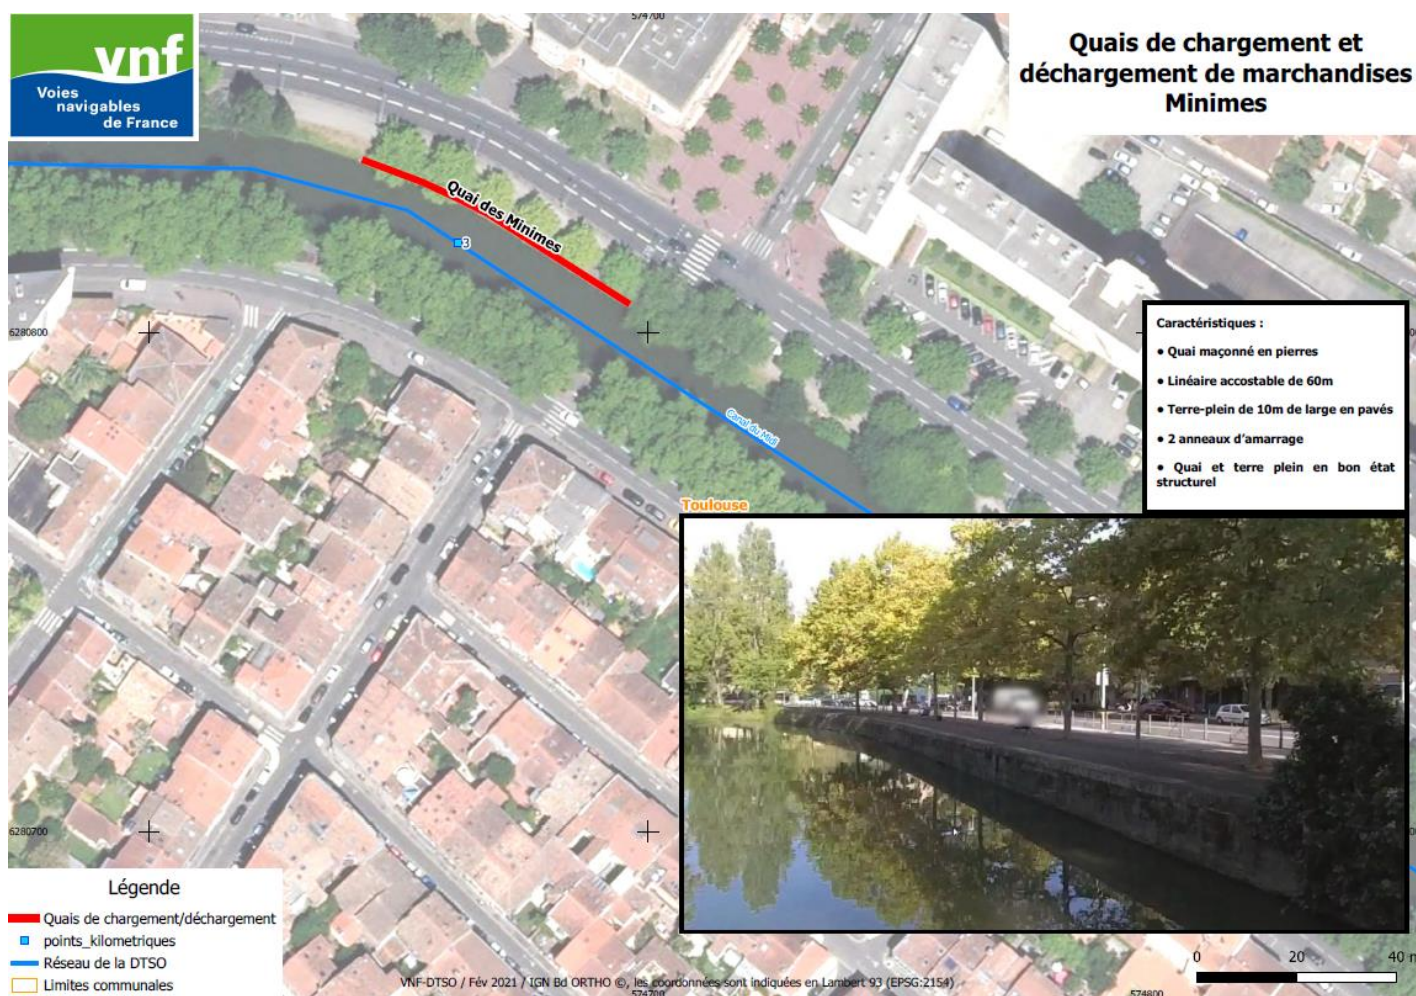 574700
vnf
Voies
navigables
de France
Quais de chargement et
déchargement de marchandises
Minimes
Quai des Minimes
3
6280800
Caractéristiques :
• Quai maçonné en pierres
• Linéaire accostable de 60m
• Terre-plein de 10m de large en pavés
• 2 anneaux d'amarrage
• Quai et terre plein en bon état
structurel
Canal du Midi
Toulouse
6280700
Légende
Quais de chargement/déchargement
points_kilometriques
Réseau de la DTSO
Limites communales
0 20 40 m
VNF-DTSO / Fév 2021 / IGN Bd ORTHO ©, les coordonnées sont indiquées en Lambert 93 (EPSG:2154)
574700
574800